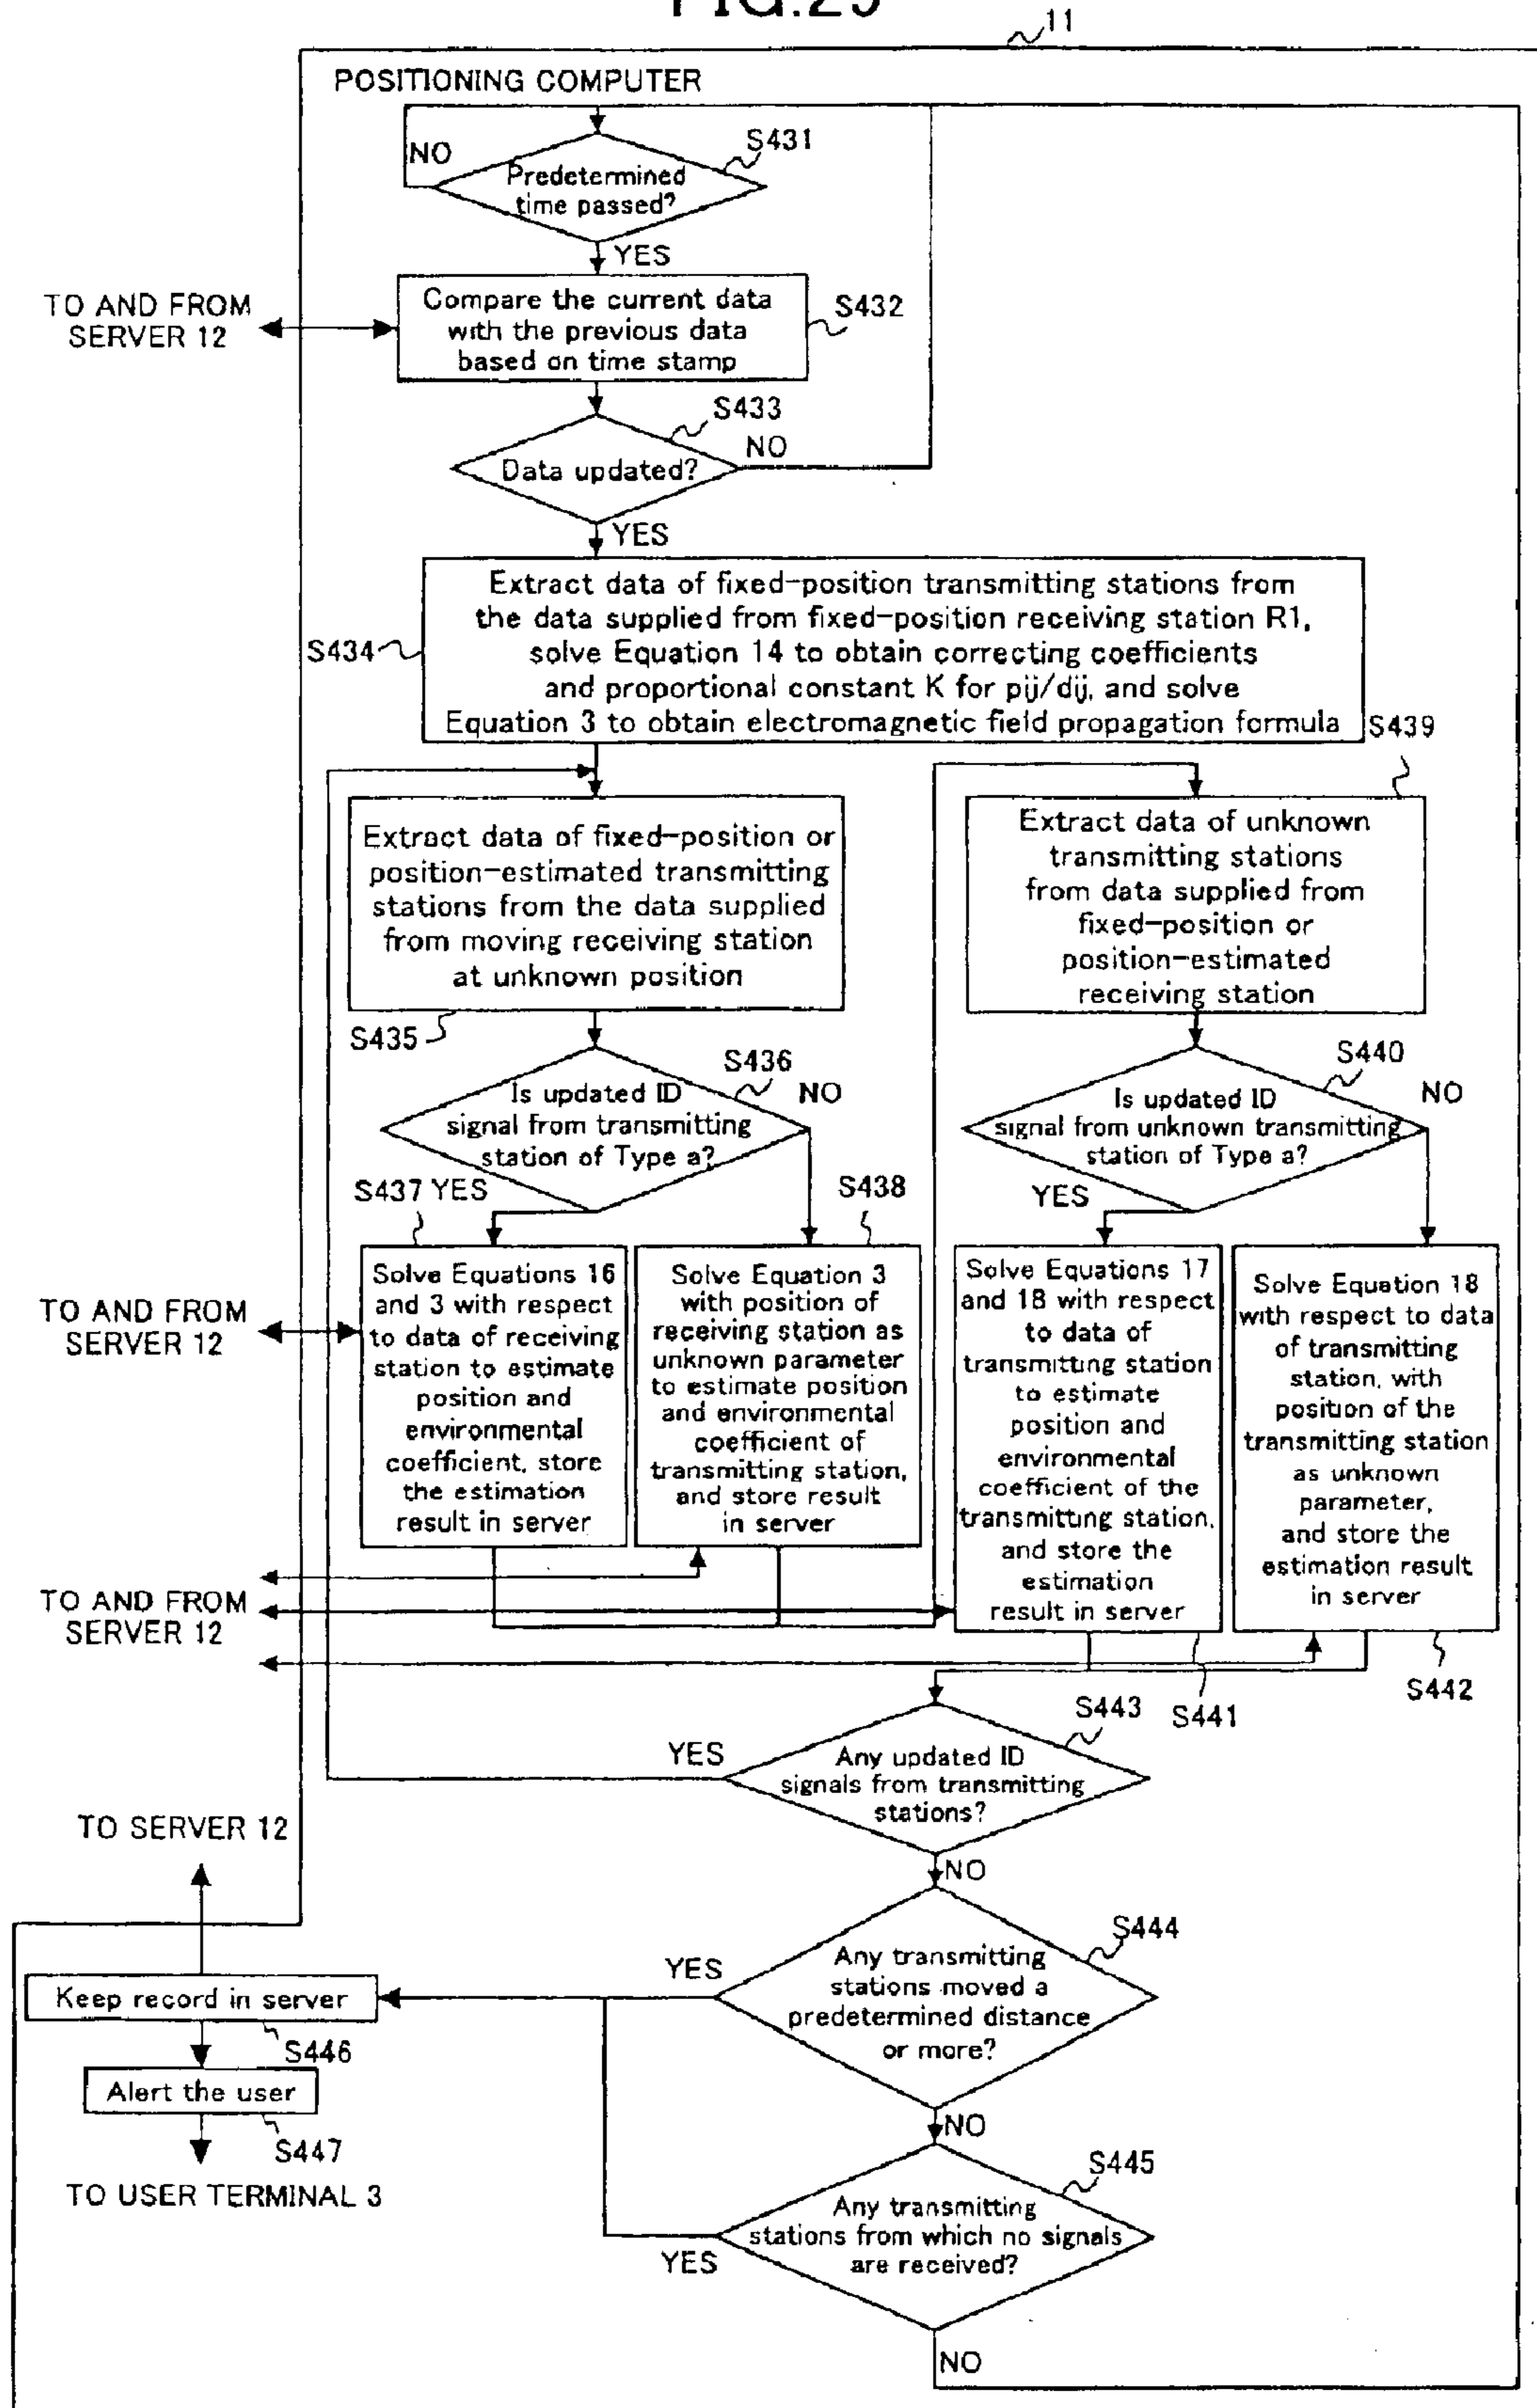 FIG.25
11
POSITIONING COMPUTER
NO
S431
Predetermined
time passed?
YES
TO AND FROM
SERVER 12
Compare the current data
with the previous data
based on time stamp
S432
S433
NO
Data updated?
YES
S434
Extract data of fixed-position transmitting stations from
the data supplied from fixed-position receiving station R1,
solve Equation 14 to obtain correcting coefficients
and proportional constant K for pij/dij, and solve
Equation 3 to obtain electromagnetic field propagation formula
S439
Extract data of fixed-position or
position-estimated transmitting
stations from the data supplied
from moving receiving station
at unknown position
S435
Extract data of unknown
transmitting stations
from data supplied from
fixed-position or
position-estimated
receiving station
S436
NO
Is updated ID
signal from transmitting
station of Type a?
S437 YES
S438
S440
NO
Is updated ID
signal from unknown transmitting
station of Type a?
YES
TO AND FROM
SERVER 12
Solve Equations 16
and 3 with respect
to data of receiving
station to estimate
position and
environmental
coefficient, store
the estimation
result in server
Solve Equation 3
with position of
receiving station as
unknown parameter
to estimate position
and environmental
coefficient of
transmitting station,
and store result
in server
Solve Equations 17
and 18 with respect
to data of
transmitting station
to estimate
position and
environmental
coefficient of the
transmitting station,
and store the
estimation
result in server
Solve Equation 18
with respect to data
of transmitting
station, with
position of the
transmitting station
as unknown
parameter,
and store the
estimation result
in server
TO AND FROM
SERVER 12
S442
S441
S443
YES
Any updated ID
signals from transmitting
stations?
NO
TO SERVER 12
S444
YES
Any transmitting
stations moved a
predetermined distance
or more?
NO
Keep record in server
S446
Alert the user
S447
TO USER TERMINAL 3
S445
Any transmitting
stations from which no signals
are received?
YES
NO